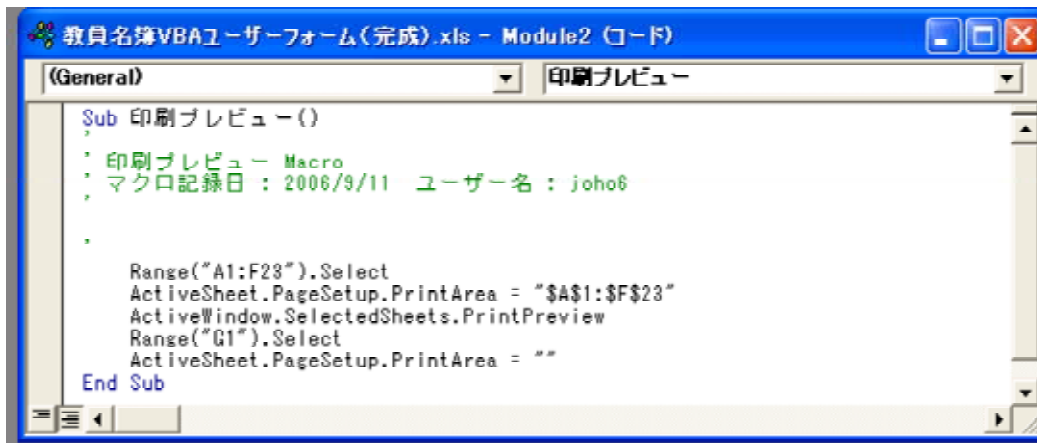 教員名簿VBAユーザーフォーム(完成).xls - Module2 (コード)
(General) 印刷プレビュー
Sub 印刷プレビュー()
'
' 印刷プレビュー Macro
' マクロ記録日 : 2006/9/11  ユーザー名 : joho6
'
'
Range("A1:F23").Select
ActiveSheet.PageSetup.PrintArea = "$A$1:$F$23"
ActiveWindow.SelectedSheets.PrintPreview
Range("G1").Select
ActiveSheet.PageSetup.PrintArea = ""
End Sub